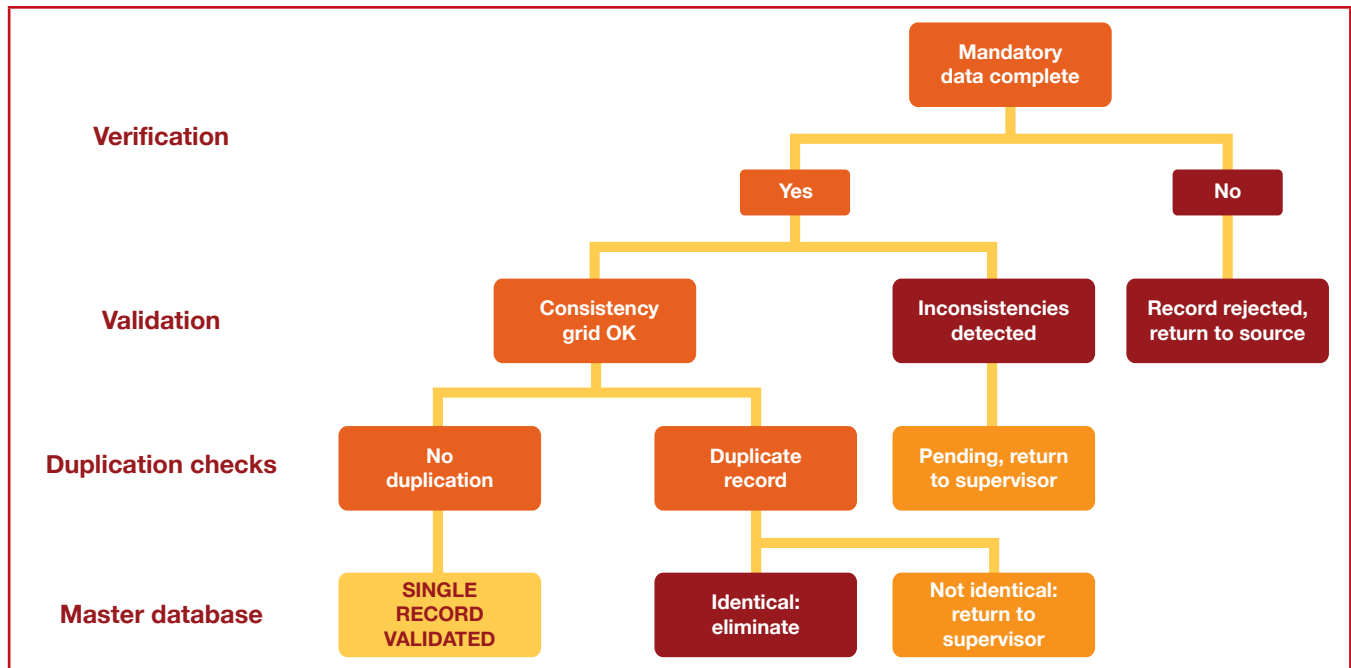 Mandatory
data complete
Verification
Yes
No
Validation
Consistency
grid OK
Inconsistencies
detected
Record rejected,
return to source
Duplication checks
No
duplication
Duplicate
record
Pending, return
to supervisor
Master database
SINGLE
RECORD
VALIDATED
Identical:
eliminate
Not identical:
return to
supervisor